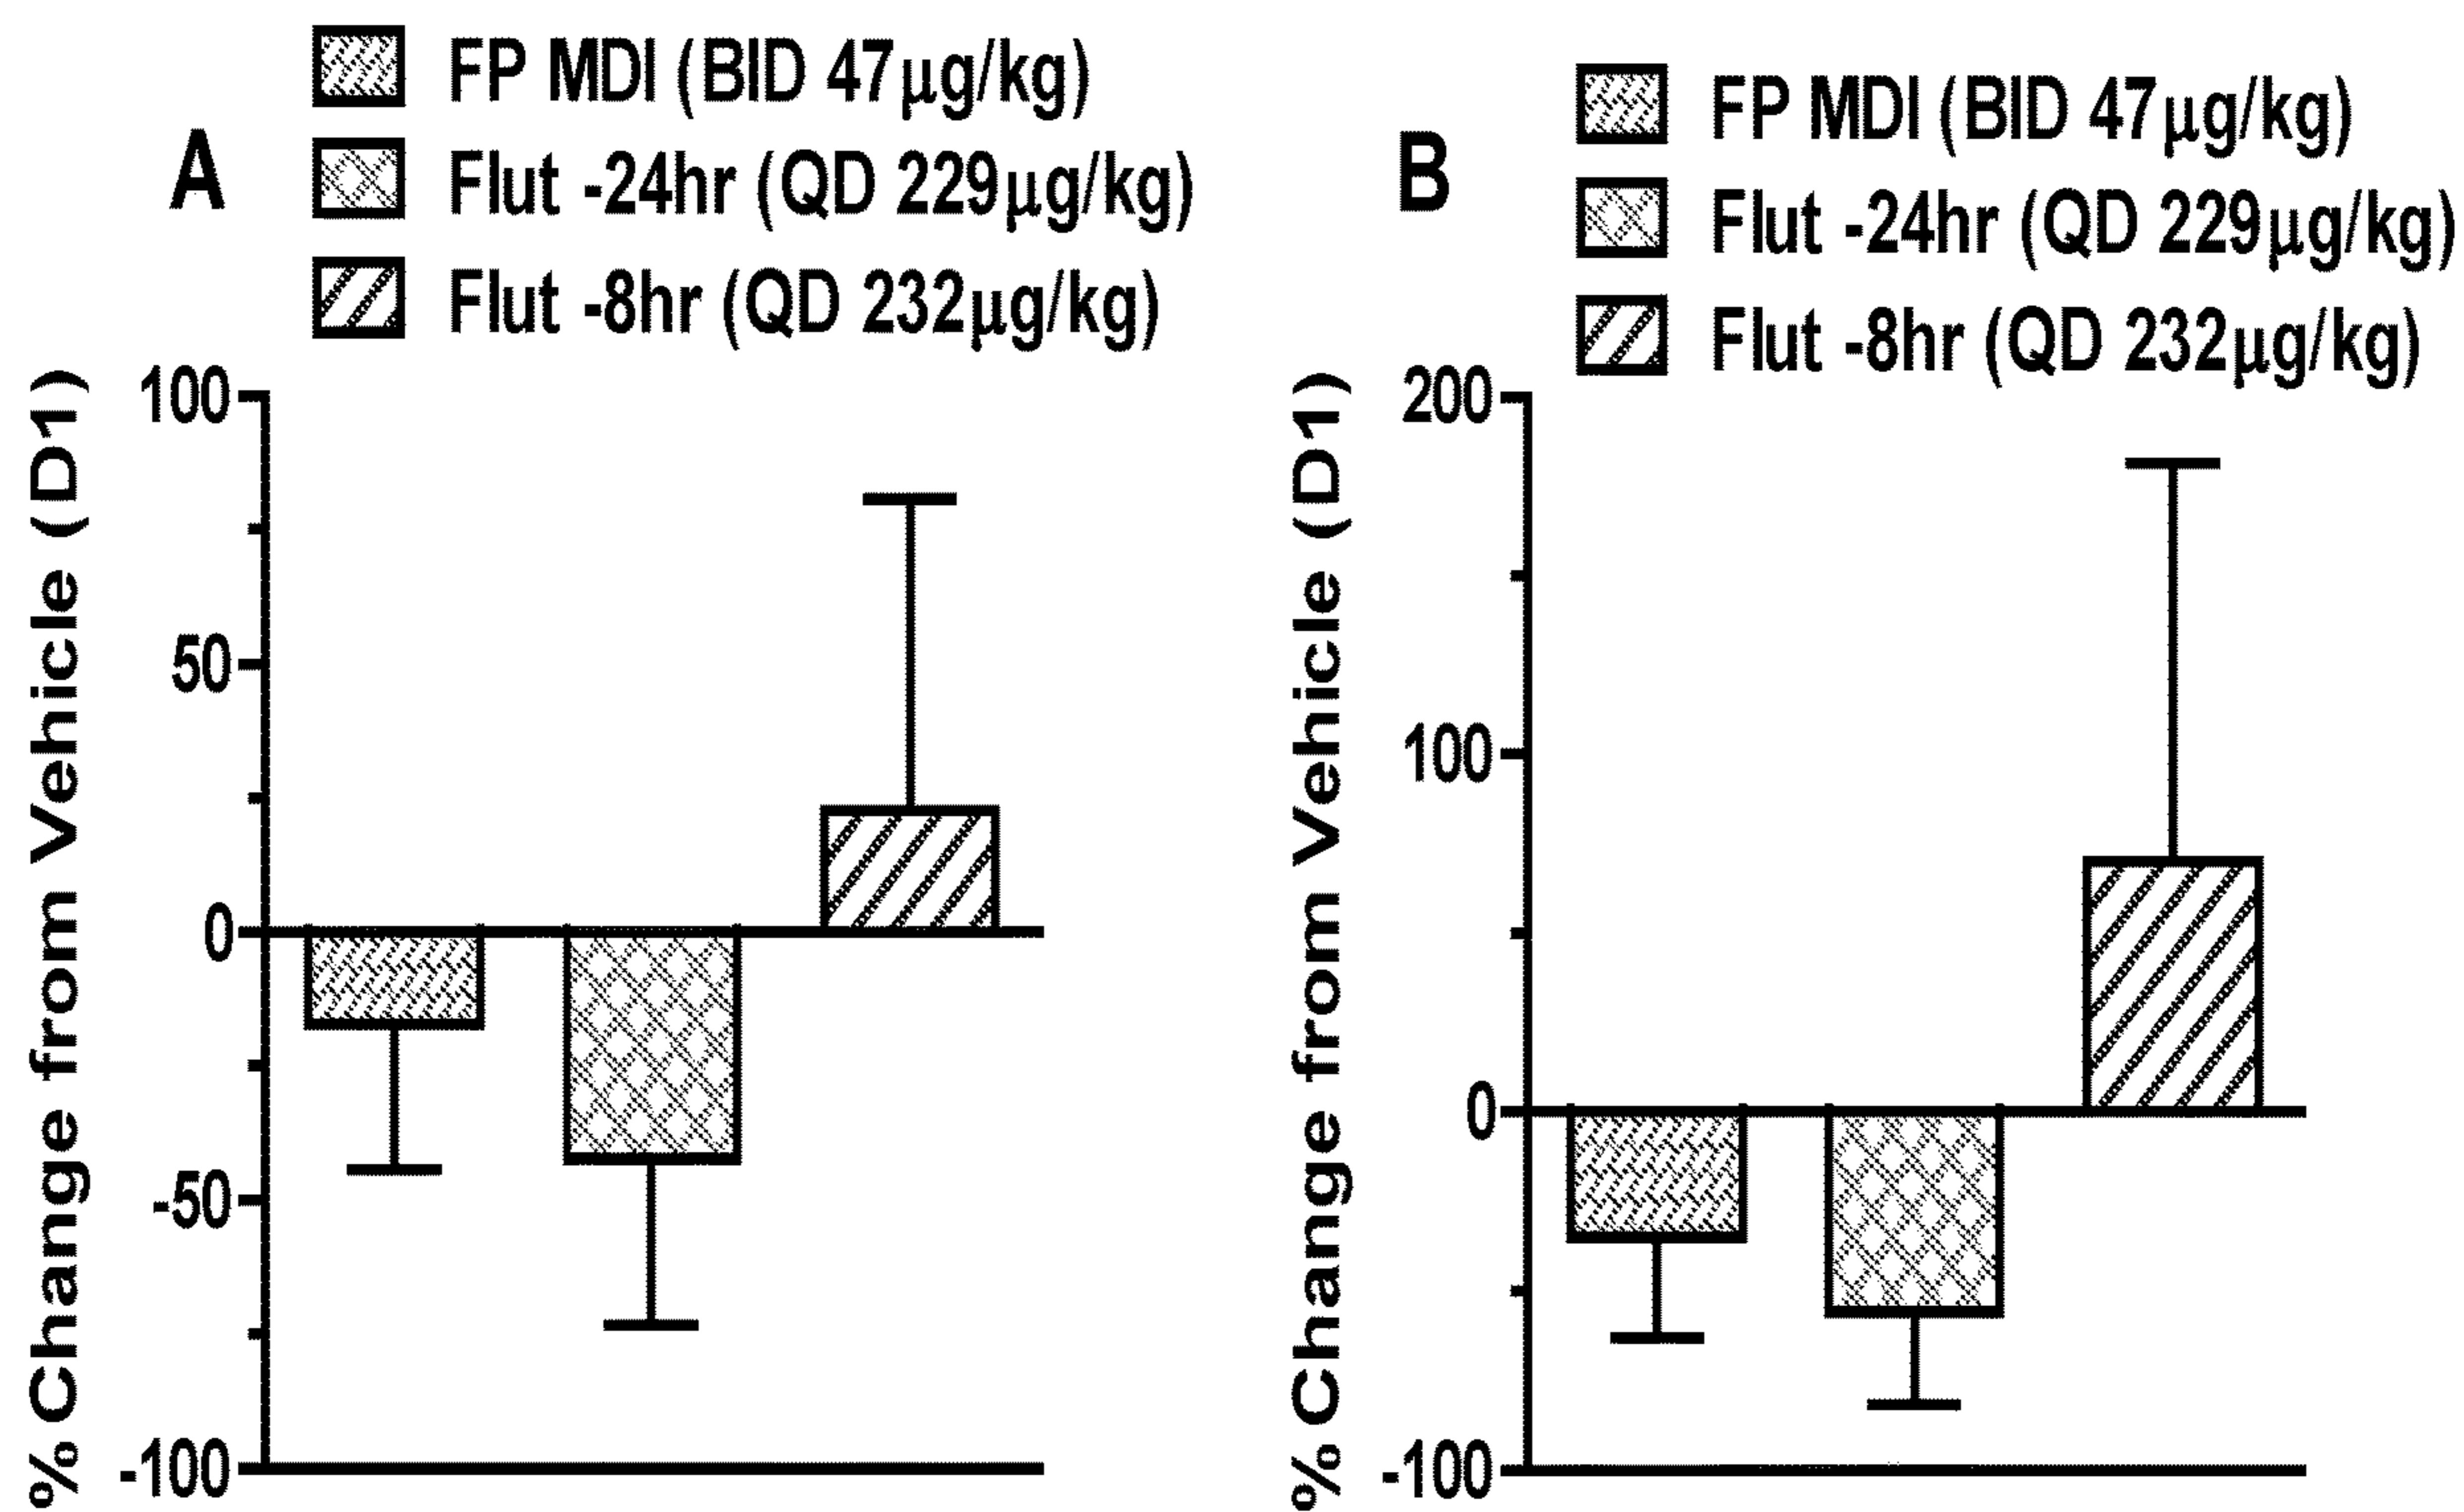 A
FP MDI (BID 47µg/kg)
Flut -24hr (QD 229µg/kg)
Flut -8hr (QD 232µg/kg)
% Change from Vehicle (D1)
100
50
0
-50
-100
B
FP MDI (BID 47µg/kg)
Flut -24hr (QD 229µg/kg)
Flut -8hr (QD 232µg/kg)
% Change from Vehicle (D1)
200
100
0
-100